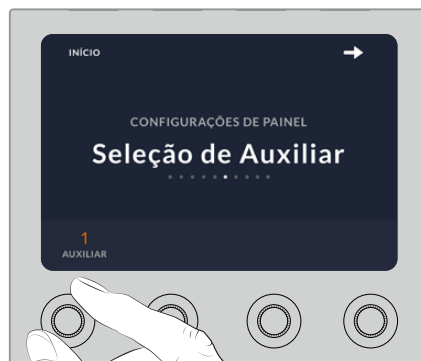 INÍCIO
CONFIGURAÇÕES DE PAINEL
Seleção de Auxiliar
1
AUXILIAR